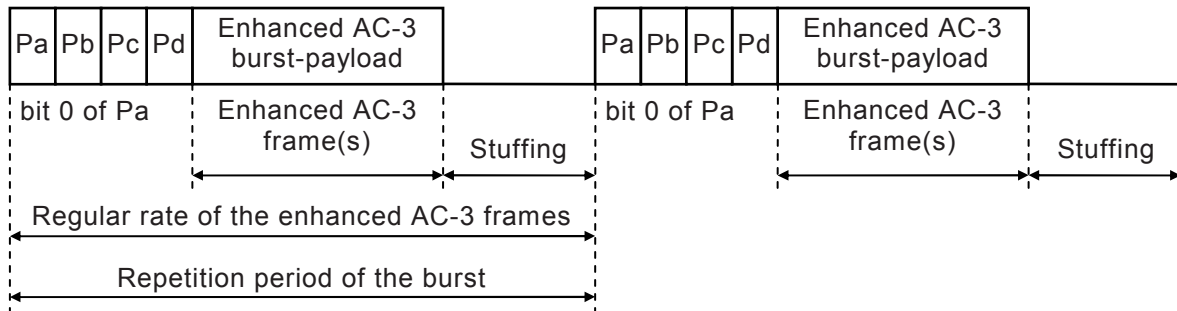 Pa Pb Pc Pd Enhanced AC-3 burst-payload Pa Pb Pc Pd Enhanced AC-3 burst-payload
bit 0 of Pa Enhanced AC-3 frame(s) Stuffing bit 0 of Pa Enhanced AC-3 frame(s) Stuffing
Regular rate of the enhanced AC-3 frames
Repetition period of the burst